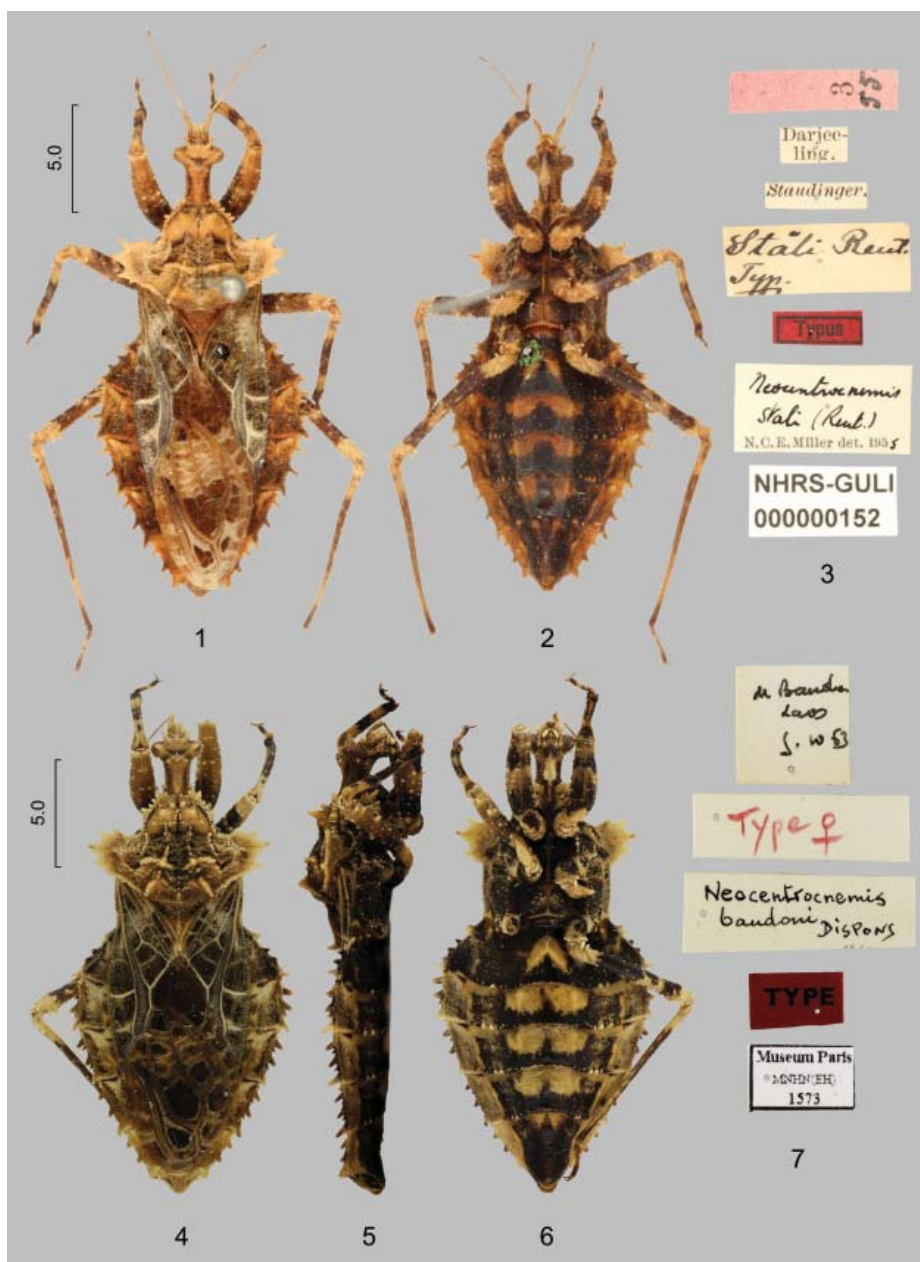 5.0
3
55
Darjee-
ling.
Staudinger.
Ståli Reut.
Typ.
Typus
Neocentrocnemis
stali (Reut.)
N.C.E. Miller det. 1955
NHRS-GULI
000000152
1
2
3
5.0
Laos
Type ♀
Neocentrocnemis
baudoni DISPONS
TYPE
Museum Paris
MNHN(EH)
1573
4
5
6
7